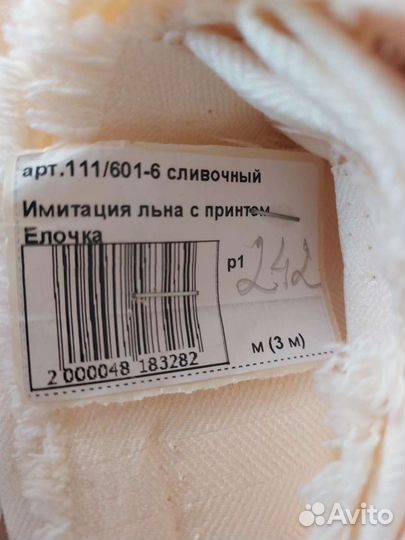 арт.111/601-6 сливочный
Имитация льна с принтом
Елочка
р1 242
2 000048 183282
м (3 м)
Avito